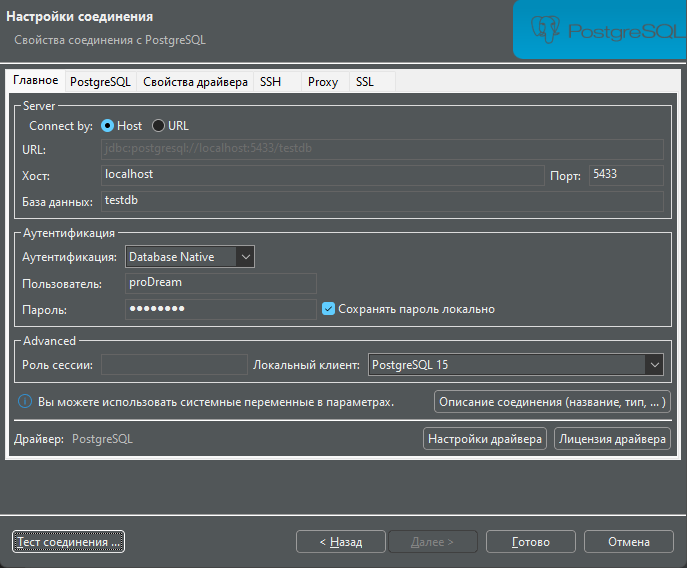 Настройки соединения
Свойства соединения с PostgreSQL
PostgreSQL
Главное PostgreSQL Свойства драйвера SSH Proxy SSL
Server
Connect by: Host URL
URL: jdbc:postgresql://localhost:5433/testdb
Хост: localhost Порт: 5433
База данных: testdb
Аутентификация
Аутентификация: Database Native
Пользователь: proDream
Пароль: •••••••• Сохранять пароль локально
Advanced
Роль сессии: Локальный клиент: PostgreSQL 15
Вы можете использовать системные переменные в параметрах. Описание соединения (название, тип, ... )
Драйвер: PostgreSQL Настройки драйвера Лицензия драйвера
Тест соединения ... < Назад Далее > Готово Отмена